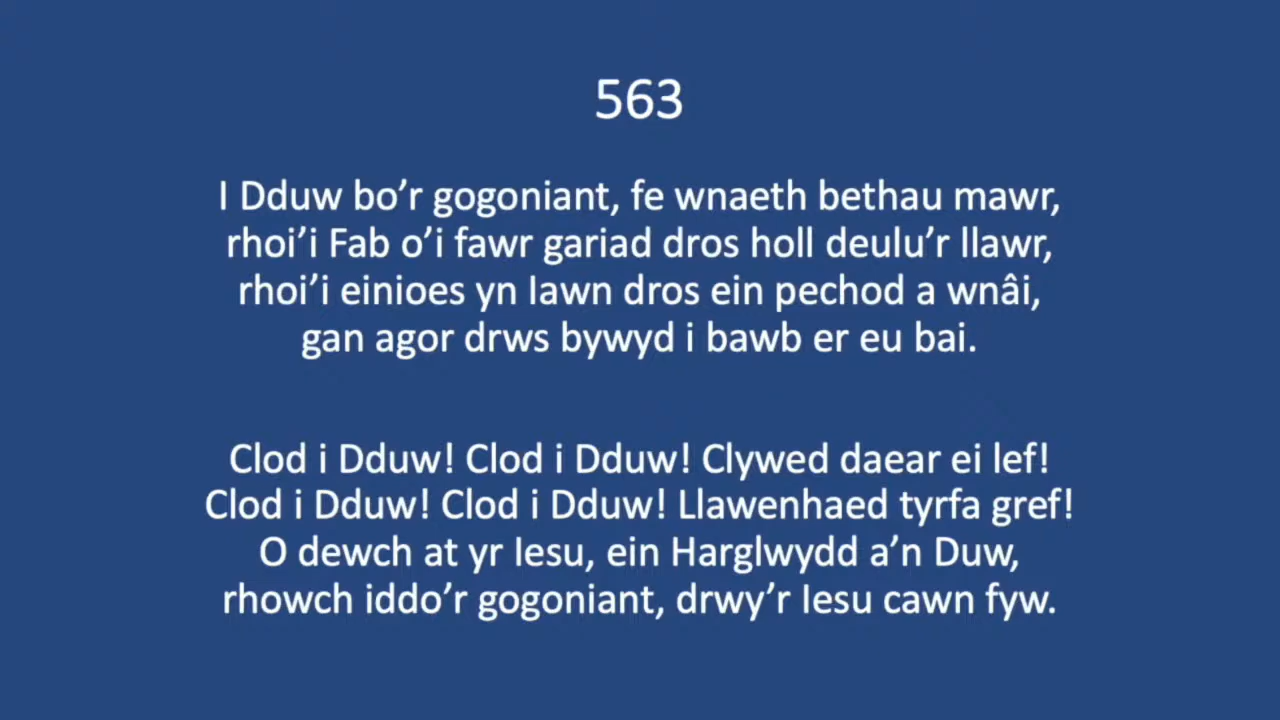 563
I Dduw bo’r gogoniant, fe wnaeth bethau mawr,
rhoi’i Fab o’i fawr gariad dros holl deulu’r llawr,
rhoi’i einioes yn Iawn dros ein pechod a wnâi,
gan agor drws bywyd i bawb er eu bai.
Clod i Dduw! Clod i Dduw! Clywed daear ei lef!
Clod i Dduw! Clod i Dduw! Llawenhaed tyrfa gref!
O dewch at yr Iesu, ein Harglwydd a’n Duw,
rhowch iddo’r gogoniant, drwy’r Iesu cawn fyw.